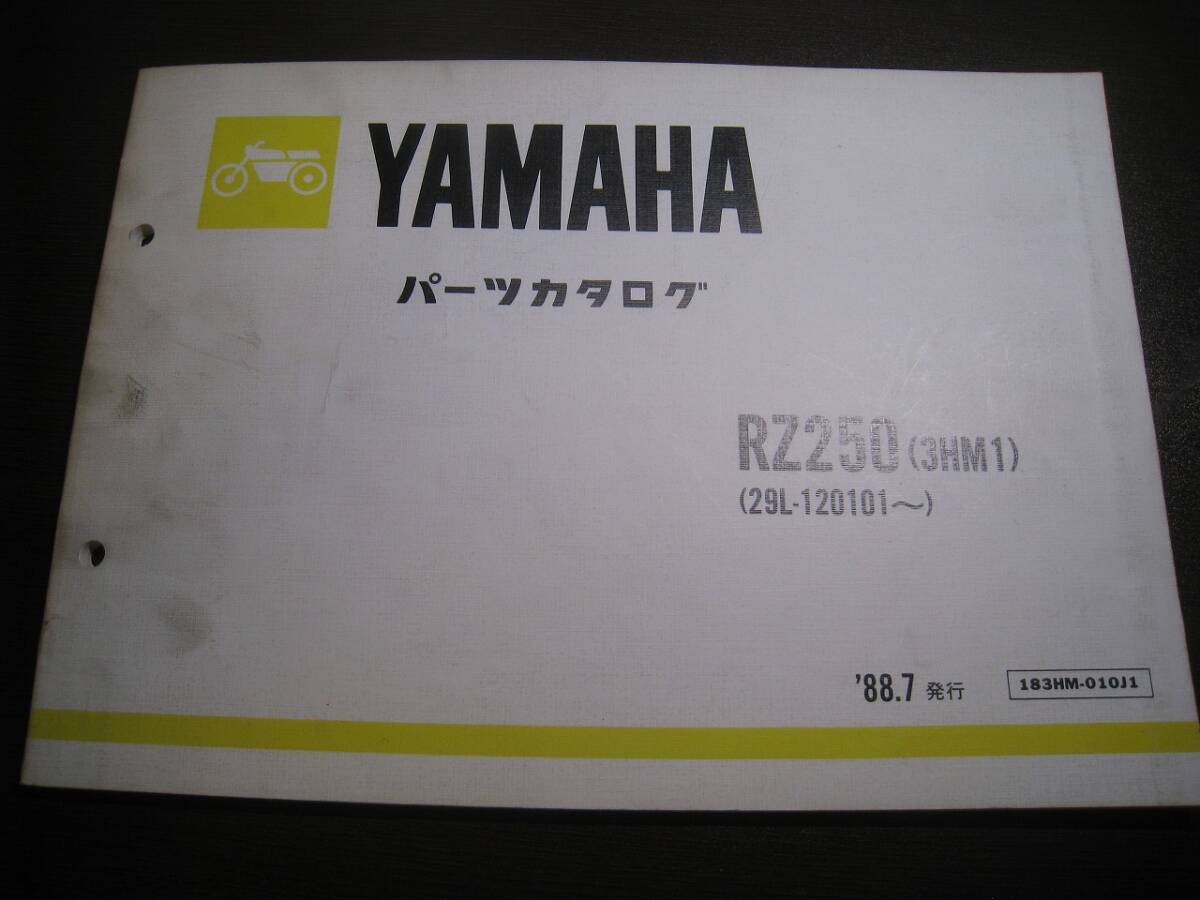 YAMAHA
パーツカタログ
RZ250(3HM1)
(29L-120101～)
'88.7 発行
183HM-010J1